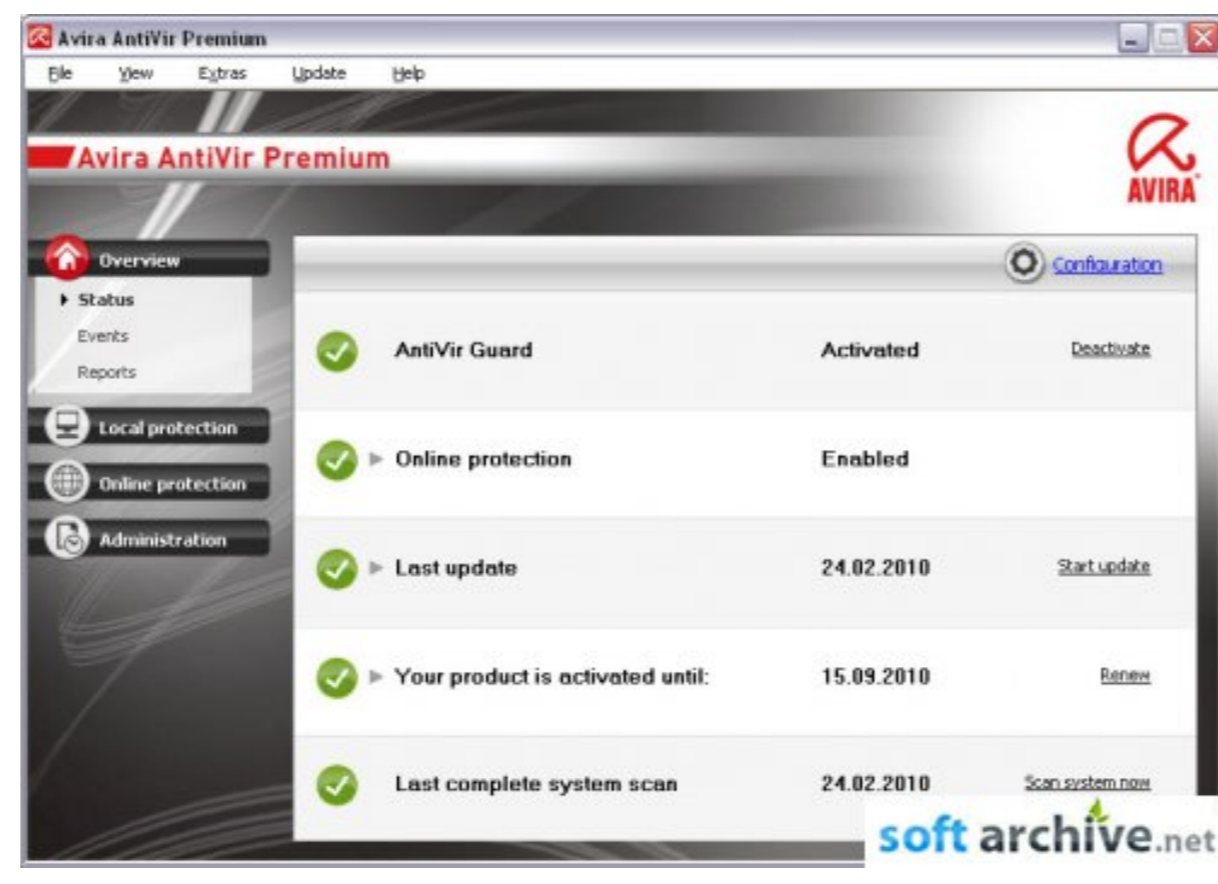 Avira AntiVir Premium
File View Extras Update Help
Avira AntiVir Premium
AVIRA
Overview
Configuration
Status
Events
Reports
AntiVir Guard Activated Deactivate
Local protection
Online protection Enabled
Online protection
Administration
Last update 24.02.2010 Start update
Your product is activated until: 15.09.2010 Renew
Last complete system scan 24.02.2010 Scan system now
soft archive.net